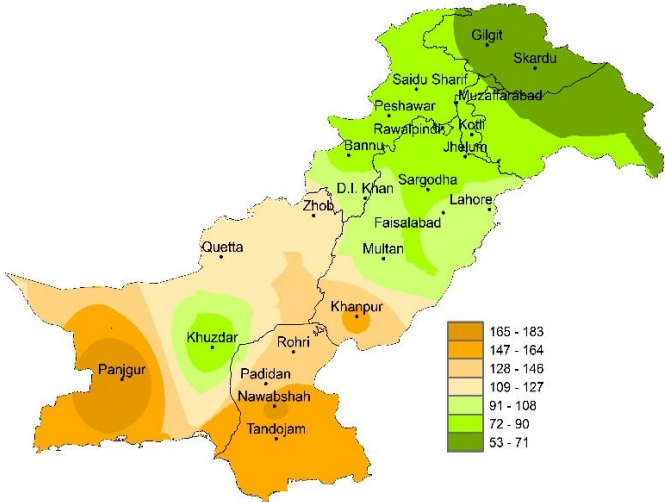 Gilgit
Skardu
Saidu Sharif
Muzaffarabad
Peshawar
Rawalpindi
Kotli
Bannu
Jhelum
Sargodha
D.I. Khan
Lahore
Zhob
Faisalabad
Quetta
Multan
Khanpur
165 - 183
147 - 164
128 - 146
109 - 127
91 - 108
72 - 90
53 - 71
Khuzdar
Rohri
Panjgur
Padidan
Nawabshah
Tandojam